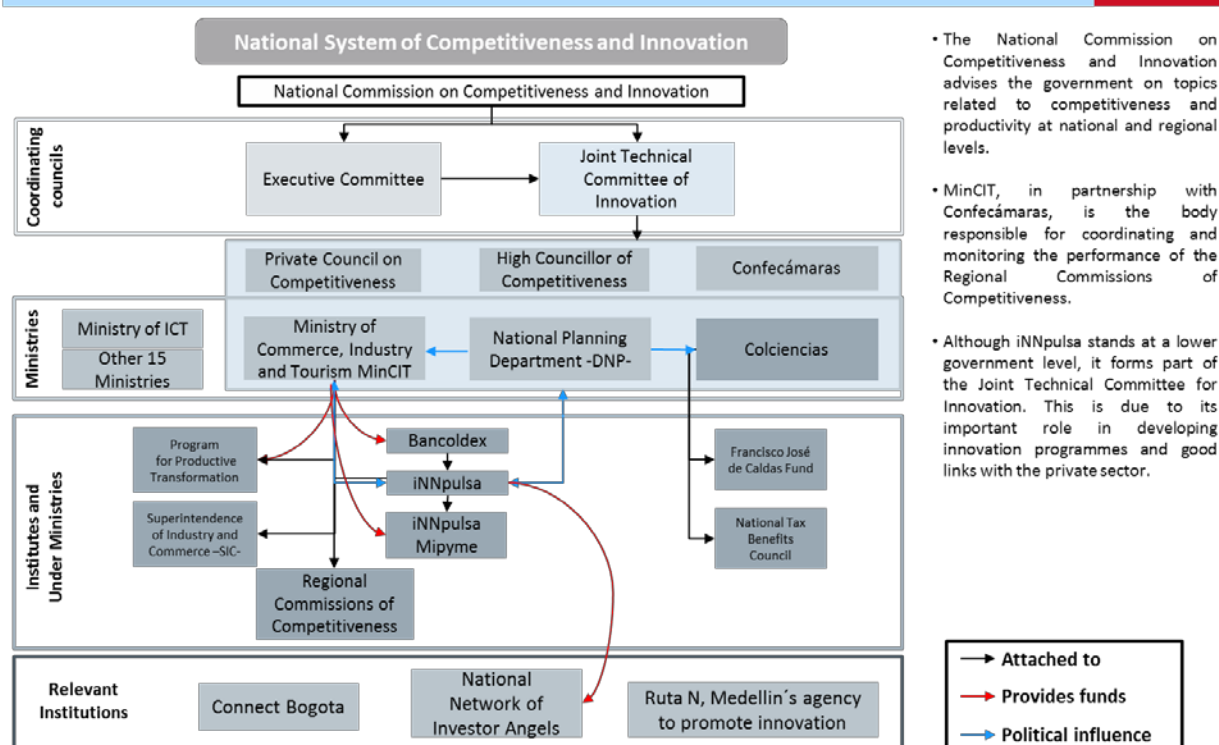 National System of Competitiveness and Innovation
National Commission on Competitiveness and Innovation
Coordinating
councils
Executive Committee
Joint Technical
Committee of
Innovation
Private Council on
Competitiveness
High Councillor of
Competitiveness
Confecámaras
Ministries
Ministry of ICT
Other 15
Ministries
Ministry of
Commerce, Industry
and Tourism MinCIT
National Planning
Department -DNP-
Colciencias
Institutes and
Under Ministries
Program
for Productive
Transformation
Superintendence
of Industry and
Commerce –SIC-
Regional
Commissions of
Competitiveness
Bancoldex
iNNpulsa
iNNpulsa
Mipyme
Francisco José
de Caldas Fund
National Tax
Benefits
Council
Relevant
Institutions
Connect Bogota
National
Network of
Investor Angels
Ruta N, Medellin´s agency
to promote innovation
• The National Commission on
Competitiveness and Innovation
advises the government on topics
related to competitiveness and
productivity at national and regional
levels.
• MinCIT, in partnership with
Confecámaras, is the body
responsible for coordinating and
monitoring the performance of the
Regional Commissions of
Competitiveness.
• Although iNNpulsa stands at a lower
government level, it forms part of
the Joint Technical Committee for
Innovation. This is due to its
important role in developing
innovation programmes and good
links with the private sector.
Attached to
Provides funds
Political influence